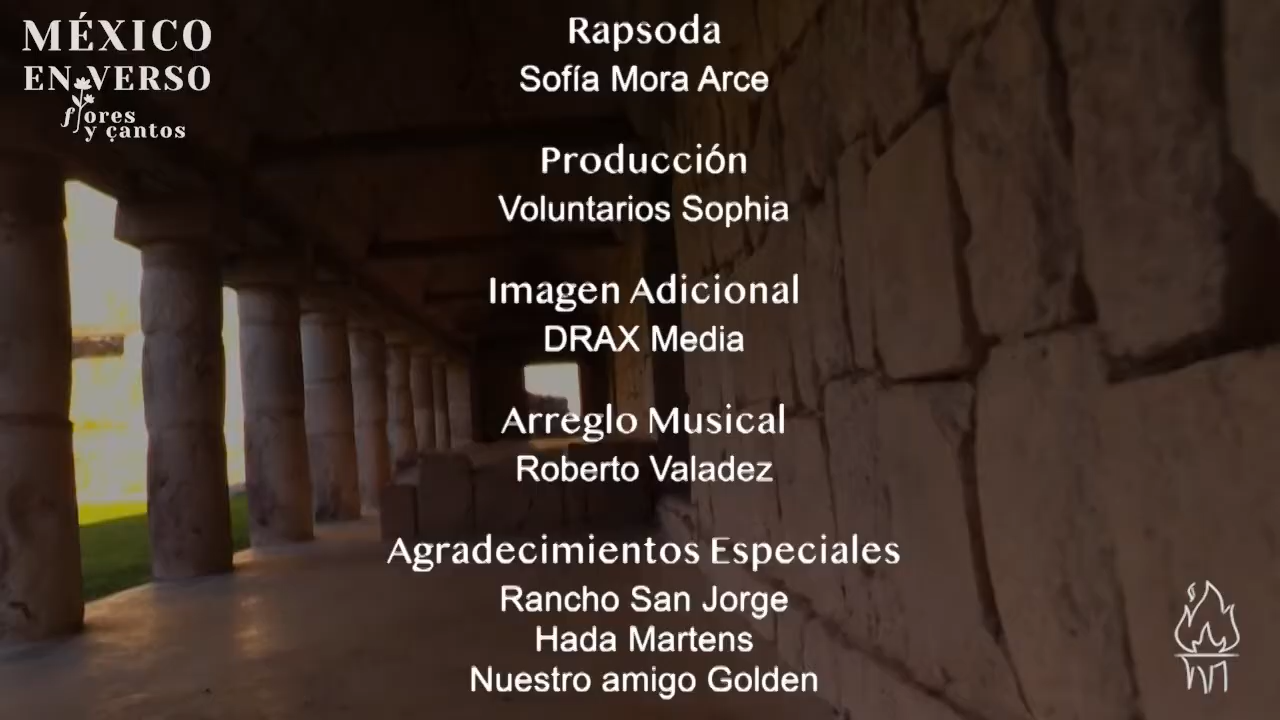 MÉXICO
EN VERSO
flores
y cantos
Rapsoda
Sofía Mora Arce
Producción
Voluntarios Sophia
Imagen Adicional
DRAX Media
Arreglo Musical
Roberto Valadez
Agradecimientos Especiales
Rancho San Jorge
Hada Martens
Nuestro amigo Golden